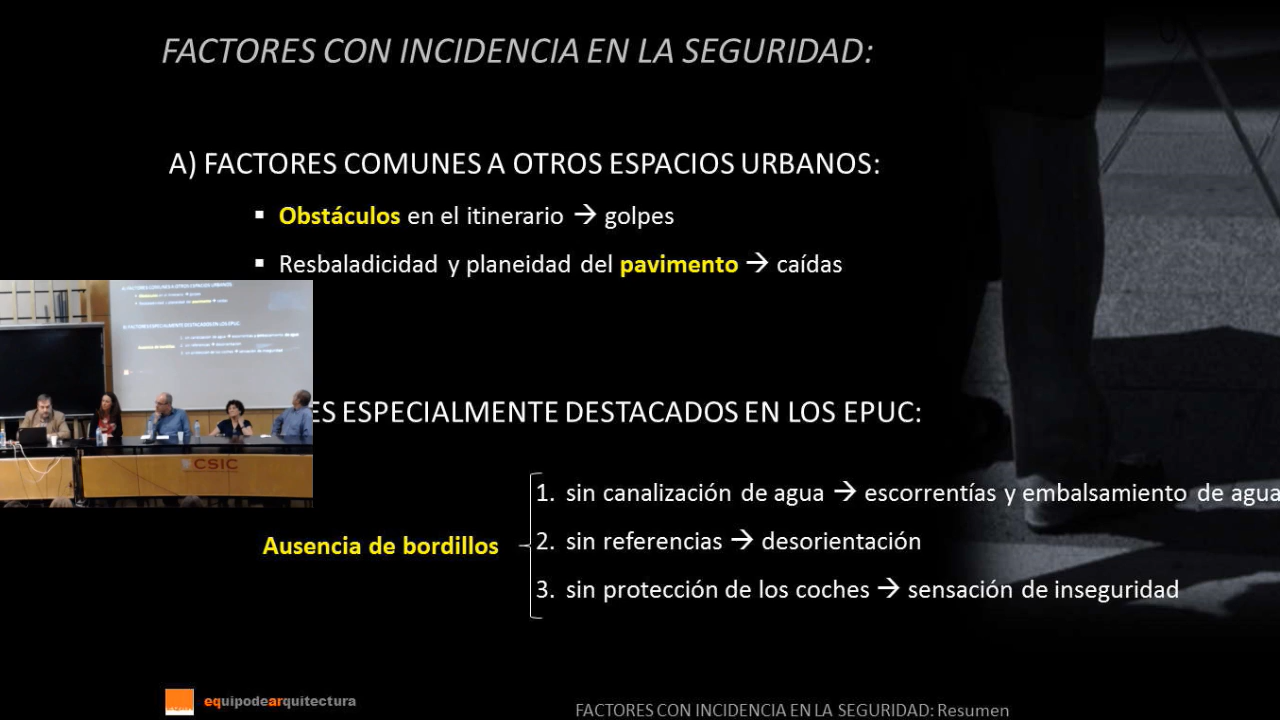 FACTORES CON INCIDENCIA EN LA SEGURIDAD:
A) FACTORES COMUNES A OTROS ESPACIOS URBANOS:
▪ Obstáculos en el itinerario → golpes
▪ Resbaladicidad y planeidad del pavimento → caídas
ES ESPECIALMENTE DESTACADOS EN LOS EPUC:
1. sin canalización de agua → escorrentías y embalsamiento de agua
Ausencia de bordillos
2. sin referencias → desorientación
3. sin protección de los coches → sensación de inseguridad
CSIC
equipodearquitectura
FACTORES CON INCIDENCIA EN LA SEGURIDAD: Resumen